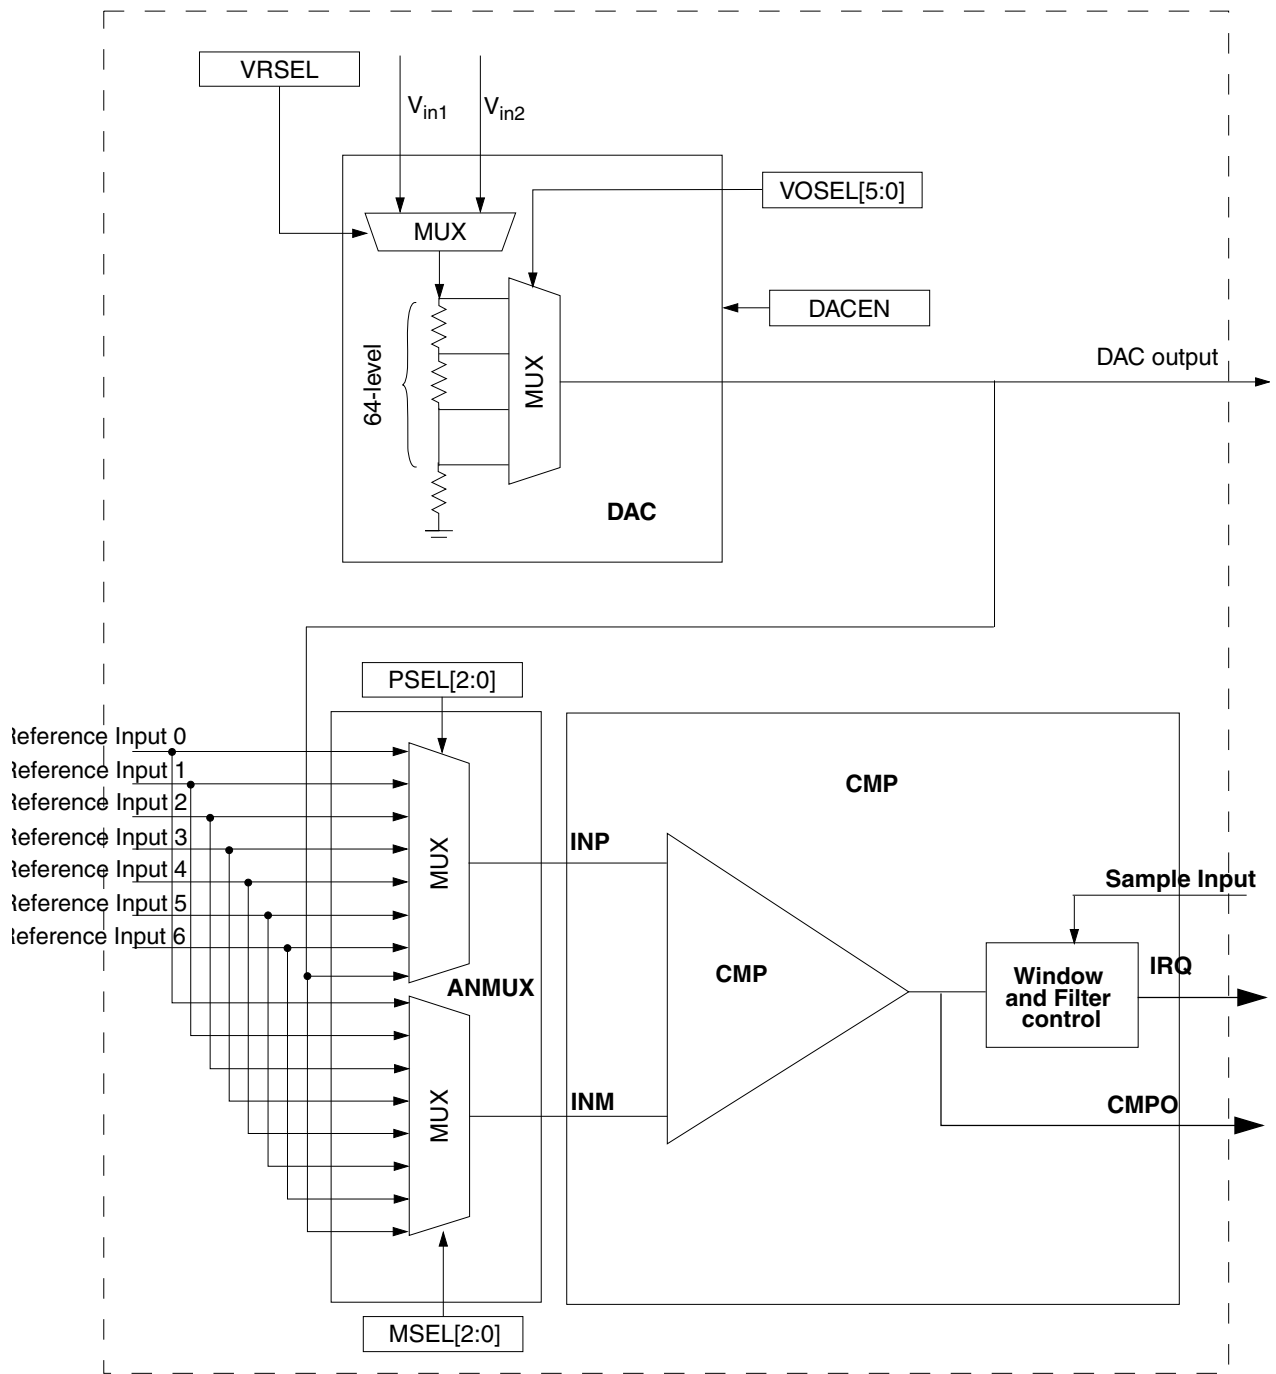 VRSEL
Vin1
Vin2
VOSEL[5:0]
MUX
DACEN
64-level
MUX
DAC output
DAC
PSEL[2:0]
Reference Input 0
Reference Input 1
Reference Input 2
Reference Input 3
Reference Input 4
Reference Input 5
Reference Input 6
MUX
ANMUX
MUX
MSEL[2:0]
CMP
INP
INM
CMP
Sample Input
Window
and Filter
control
IRQ
CMPO